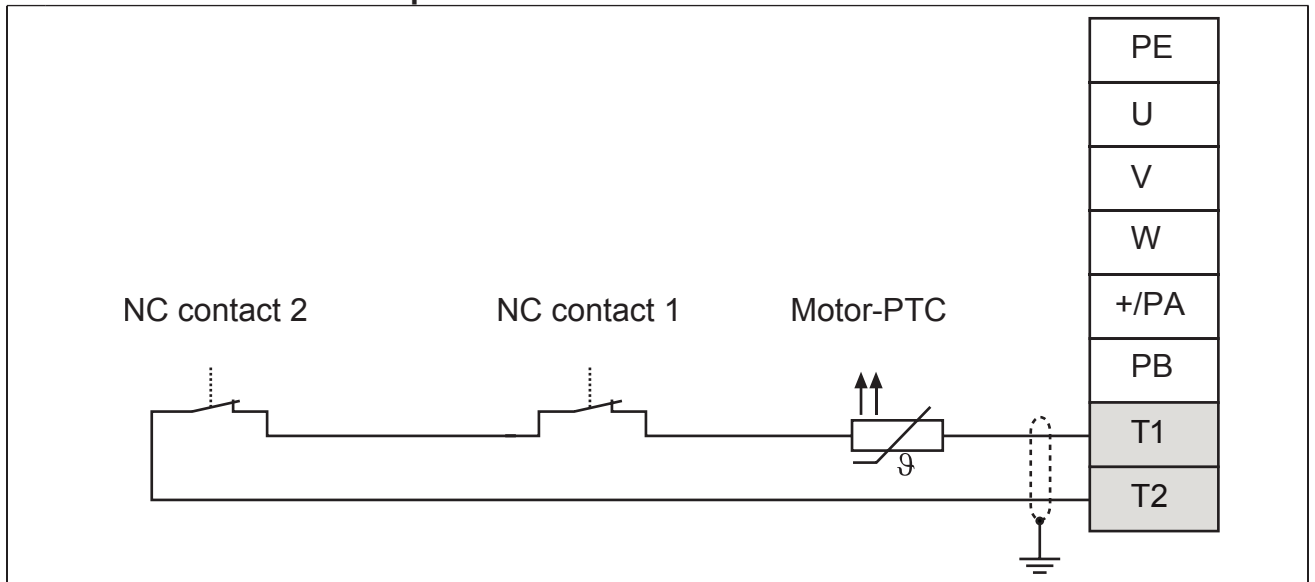 PE
U
V
W
+/PA
PB
T1
T2
NC contact 2
NC contact 1
Motor-PTC
ϑ